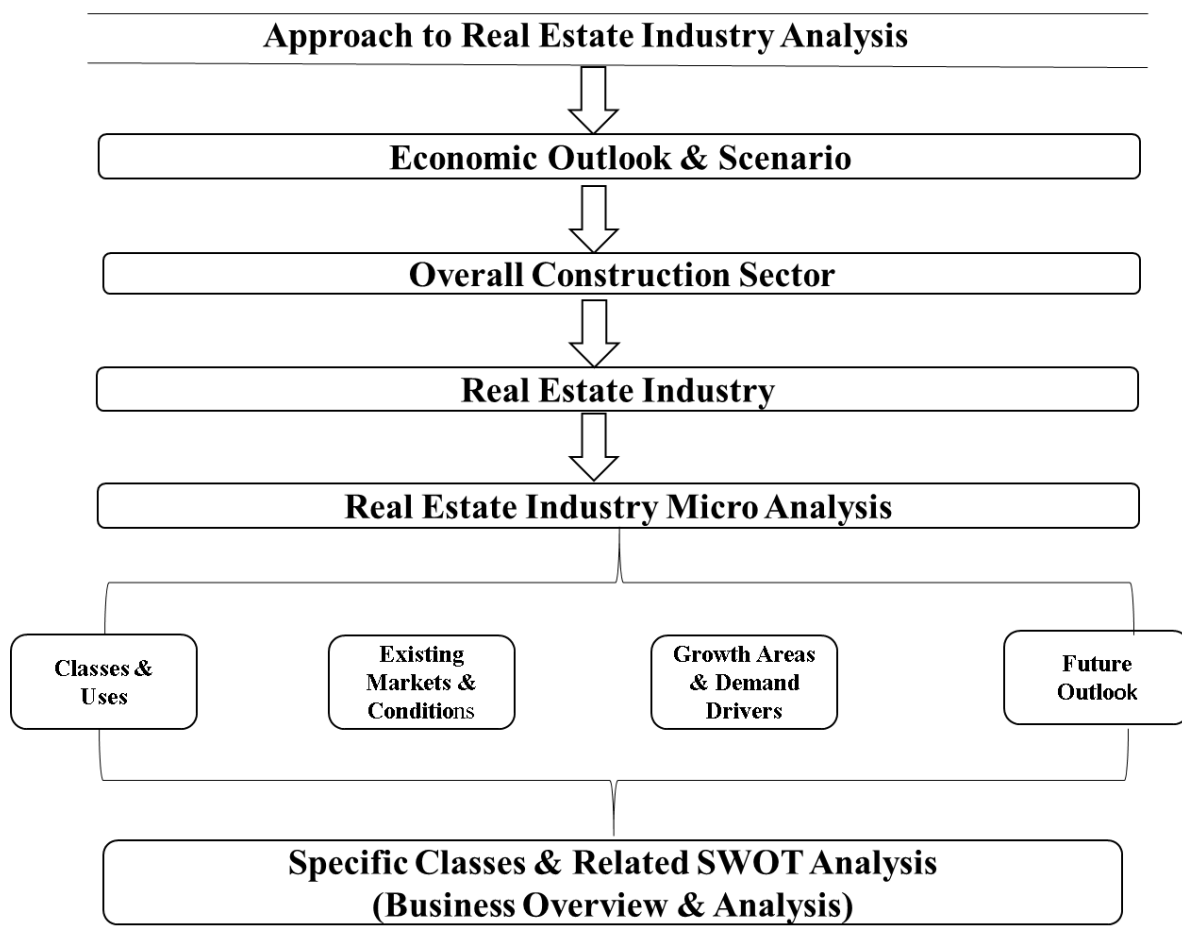 Approach to Real Estate Industry Analysis
Economic Outlook & Scenario
Overall Construction Sector
Real Estate Industry
Real Estate Industry Micro Analysis
Classes &
Uses
Existing
Markets &
Conditions
Growth Areas
& Demand
Drivers
Future
Outlook
Specific Classes & Related SWOT Analysis
(Business Overview & Analysis)